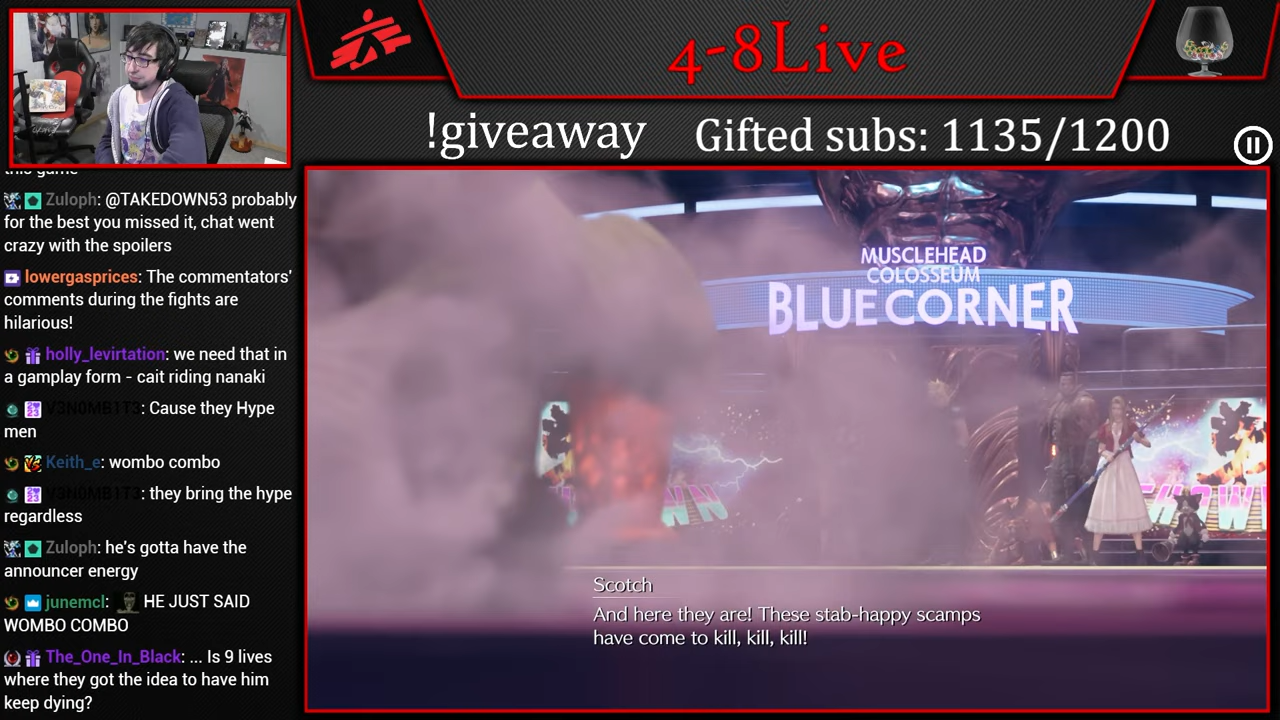 4-8Live
!giveaway
Gifted subs: 1135/1200
this game
Zuloph: @TAKEDOWN53 probably
for the best you missed it, chat went
crazy with the spoilers
lowergasprices: The commentators'
comments during the fights are
hilarious!
holly_levirtation: we need that in
a gamplay form - cait riding nanaki
V3N0MB1T3: Cause they Hype
men
Keith_e: wombo combo
V3N0MB1T3: they bring the hype
regardless
Zuloph: he's gotta have the
announcer energy
junemcl: HE JUST SAID
WOMBO COMBO
The_One_In_Black: ... Is 9 lives
where they got the idea to have him
keep dying?
MUSCLEHEAD
COLOSSEUM
BLUE CORNER
Scotch
And here they are! These stab-happy scamps
have come to kill, kill, kill!